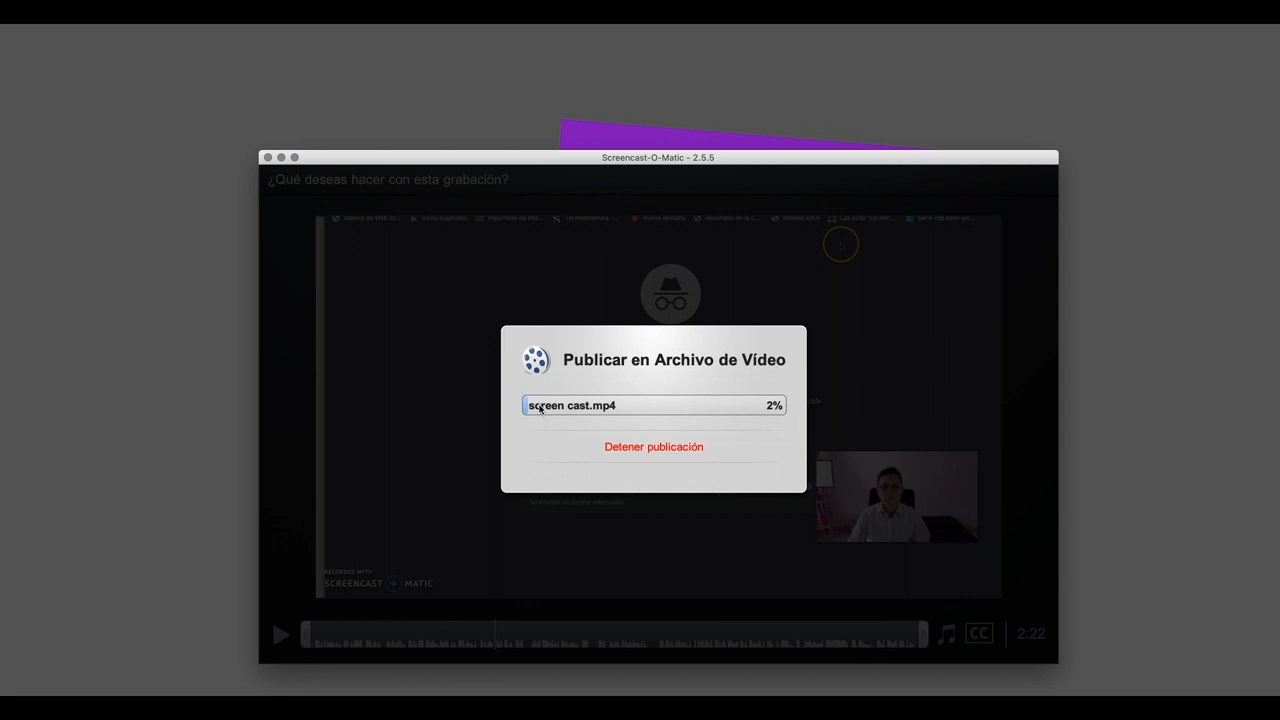 Screencast-O-Matic - 2.5.5
¿Qué deseas hacer con esta grabación?
Publicar en Archivo de Vídeo
screen cast.mp4 2%
Detener publicación
RECORDED WITH
SCREENCAST MATIC
CC 2:22